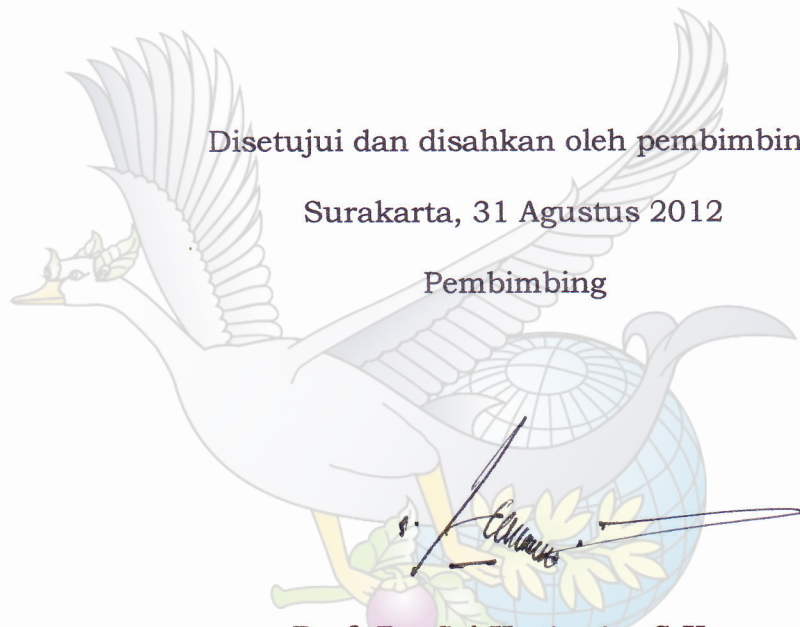 Disetujui dan disahkan oleh pembimbin
Surakarta, 31 Agustus 2012
Pembimbing